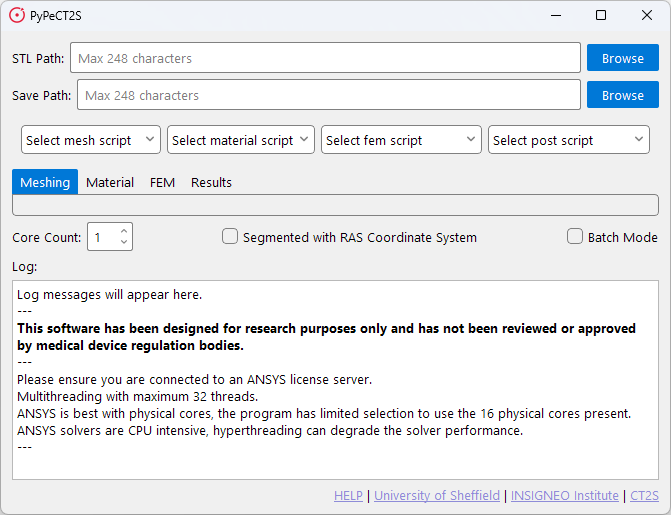 PyPeCT2S
STL Path: Max 248 characters Browse
Save Path: Max 248 characters Browse
Select mesh script Select material script Select fem script Select post script
Meshing Material FEM Results
Core Count: 1 Segmented with RAS Coordinate System Batch Mode
Log:
Log messages will appear here.
---
This software has been designed for research purposes only and has not been reviewed or approved
by medical device regulation bodies.
---
Please ensure you are connected to an ANSYS license server.
Multithreading with maximum 32 threads.
ANSYS is best with physical cores, the program has limited selection to use the 16 physical cores present.
ANSYS solvers are CPU intensive, hyperthreading can degrade the solver performance.
---
HELP | University of Sheffield | INSIGNEO Institute | CT2S